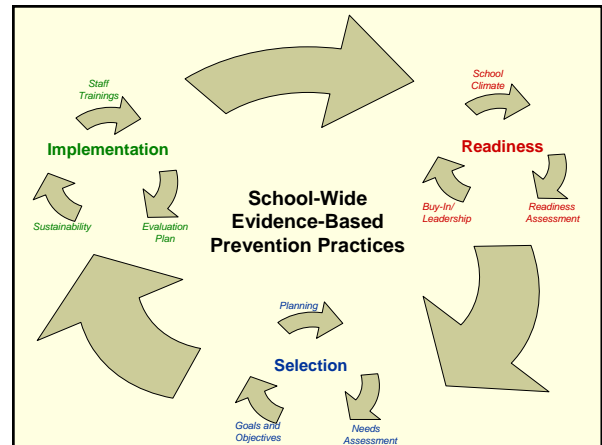 Staff
Trainings
Implementation
Sustainability
Evaluation
Plan
School
Climate
Readiness
Buy-In/
Leadership
Readiness
Assessment
School-Wide
Evidence-Based
Prevention Practices
Planning
Selection
Goals and
Objectives
Needs
Assessment